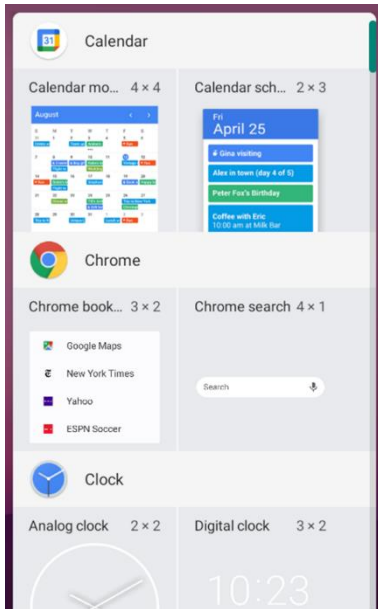 31
Calendar
Calendar mo... 4 × 4
Calendar sch... 2 × 3
August
Fri
April 25
Gina visiting
Alex in town (day 4 of 5)
Peter Fox's Birthday
Coffee with Eric
10:00 am at Milk Bar
Chrome
Chrome book... 3 × 2
Chrome search 4 × 1
Google Maps
New York Times
Yahoo
ESPN Soccer
Search
Clock
Analog clock 2 × 2
Digital clock 3 × 2
10:23